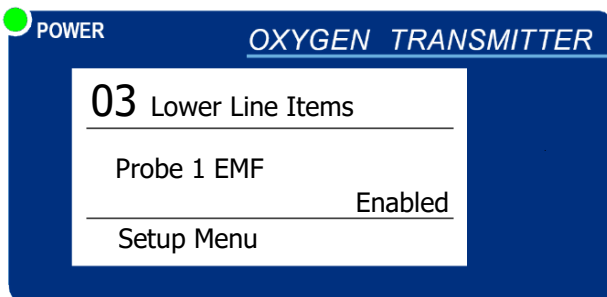 POWER
OXYGEN TRANSMITTER
03 Lower Line Items
Probe 1 EMF
Enabled
Setup Menu